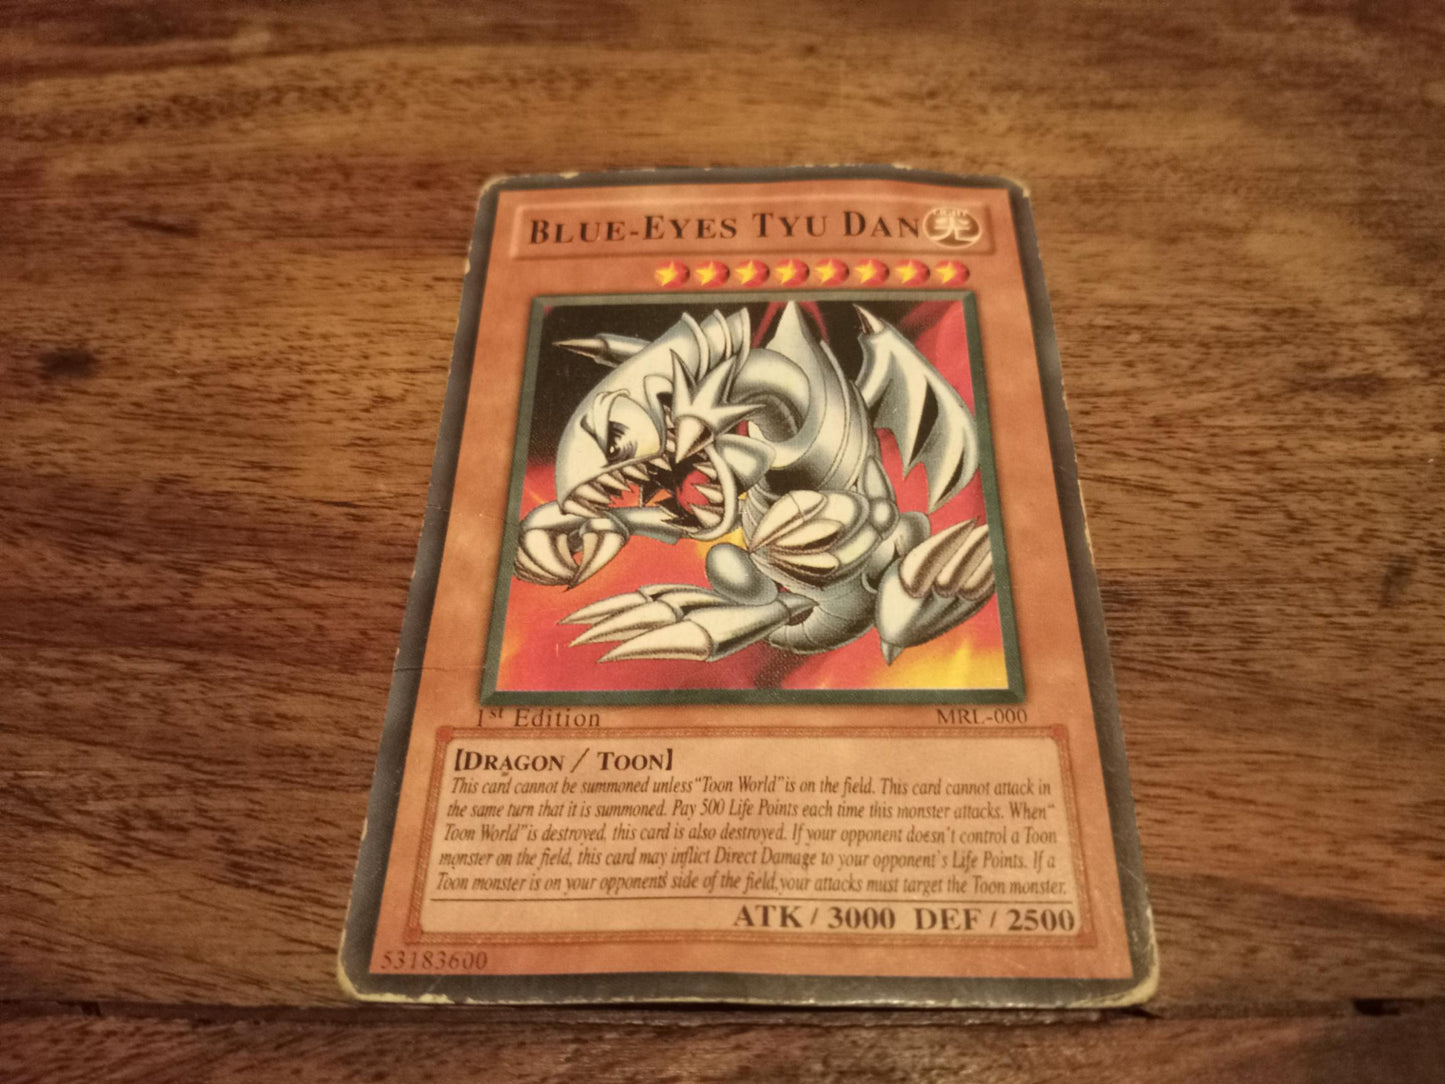 BLUE-EYES TYU DAN
LIGHT
光
1st Edition
MRL-000
【DRAGON / TOON】
This card cannot be summoned unless "Toon World" is on the field. This card cannot attack in
the same turn that it is summoned. Pay 500 Life Points each time this monster attacks. When "
Toon World" is destroyed, this card is also destroyed. If your opponent doesn't control a Toon
monster on the field, this card may inflict Direct Damage to your opponent's Life Points. If a
Toon monster is on your opponents' side of the field, your attacks must target the Toon monster.
ATK / 3000 DEF / 2500
53183600